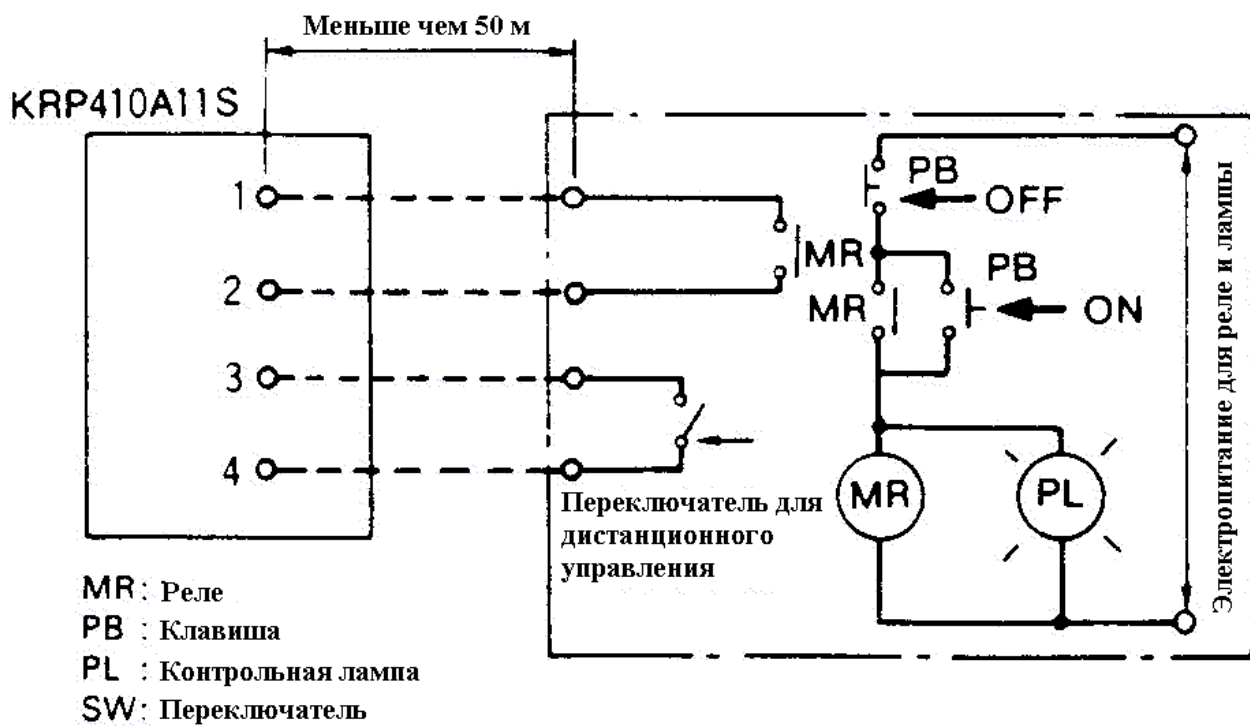 Меньше чем 50 м
KRP410A11S
1
2
3
4
PB
OFF
MR
PB
MR
ON
MR
PL
Электропитание для реле и лампы
Переключатель для
дистанционного
управления
MR: Реле
PB : Клавиша
PL : Контрольная лампа
SW: Переключатель